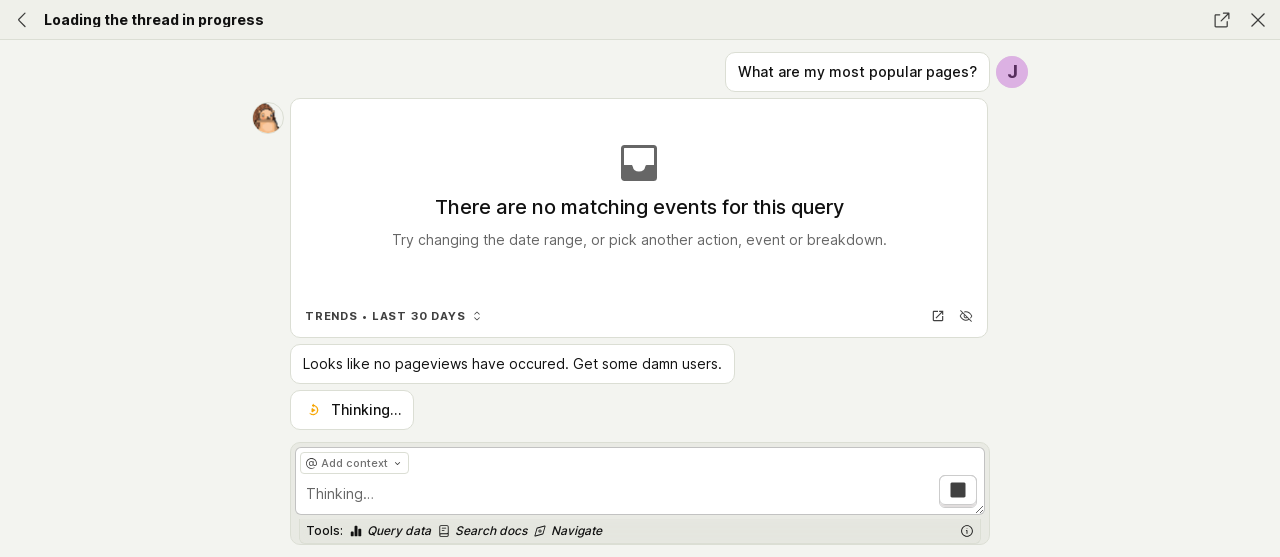 Loading the thread in progress
What are my most popular pages?
J
There are no matching events for this query
Try changing the date range, or pick another action, event or breakdown.
TRENDS • LAST 30 DAYS
Looks like no pageviews have occured. Get some damn users.
Thinking...
@ Add context
Thinking...
Tools: Query data Search docs Navigate